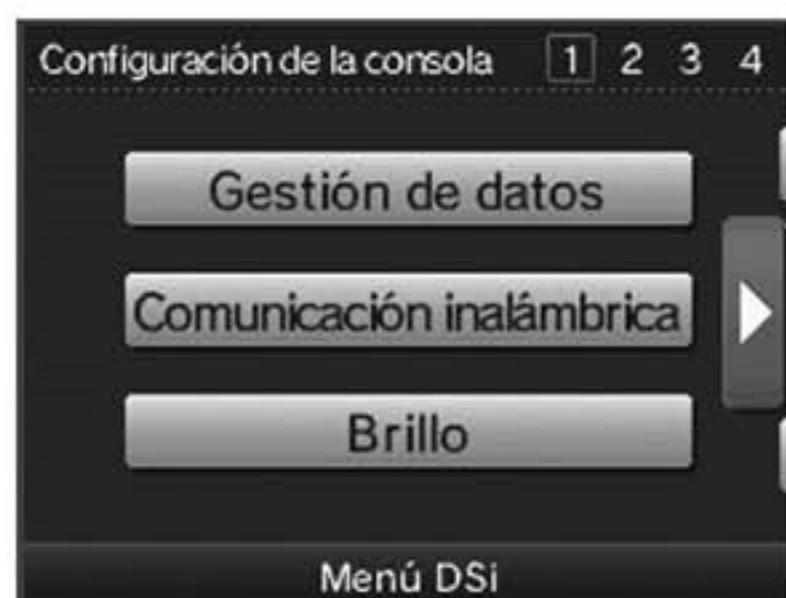 Configuración de la consola 1 2 3 4
Gestión de datos
Comunicación inalámbrica
Brillo
Menú DSi